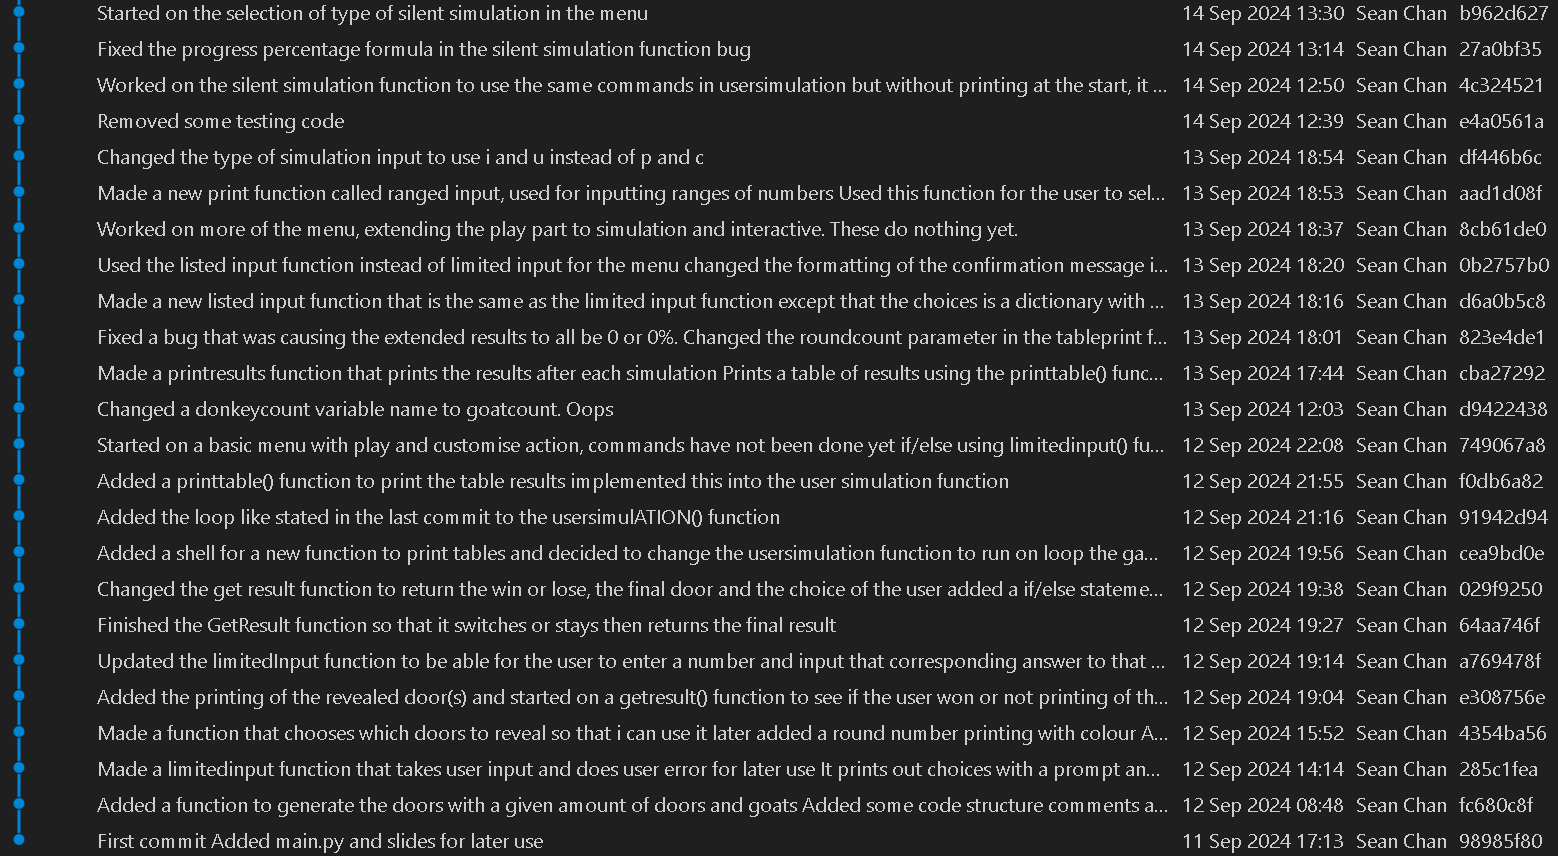 Started on the selection of type of silent simulation in the menu 14 Sep 2024 13:30 Sean Chan b962d627
Fixed the progress percentage formula in the silent simulation function bug 14 Sep 2024 13:14 Sean Chan 27a0bf35
Worked on the silent simulation function to use the same commands in usersimulation but without printing at the start, it ... 14 Sep 2024 12:50 Sean Chan 4c324521
Removed some testing code 14 Sep 2024 12:39 Sean Chan e4a0561a
Changed the type of simulation input to use i and u instead of p and c 13 Sep 2024 18:54 Sean Chan df446b6c
Made a new print function called ranged input, used for inputting ranges of numbers Used this function for the user to sel... 13 Sep 2024 18:53 Sean Chan aad1d08f
Worked on more of the menu, extending the play part to simulation and interactive. These do nothing yet. 13 Sep 2024 18:37 Sean Chan 8cb61de0
Used the listed input function instead of limited input for the menu changed the formatting of the confirmation message i... 13 Sep 2024 18:20 Sean Chan 0b2757b0
Made a new listed input function that is the same as the limited input function except that the choices is a dictionary with ... 13 Sep 2024 18:16 Sean Chan d6a0b5c8
Fixed a bug that was causing the extended results to all be 0 or 0%. Changed the roundcount parameter in the tableprint f... 13 Sep 2024 18:01 Sean Chan 823e4de1
Made a printresults function that prints the results after each simulation Prints a table of results using the printtable() func... 13 Sep 2024 17:44 Sean Chan cba27292
Changed a donkeycount variable name to goatcount. Oops 13 Sep 2024 12:03 Sean Chan d9422438
Started on a basic menu with play and customise action, commands have not been done yet if/else using limitedinput() fu... 12 Sep 2024 22:08 Sean Chan 749067a8
Added a printtable() function to print the table results implemented this into the user simulation function 12 Sep 2024 21:55 Sean Chan f0db6a82
Added the loop like stated in the last commit to the usersimulATION() function 12 Sep 2024 21:16 Sean Chan 91942d94
Added a shell for a new function to print tables and decided to change the usersimulation function to run on loop the ga... 12 Sep 2024 19:56 Sean Chan cea9bd0e
Changed the get result function to return the win or lose, the final door and the choice of the user added a if/else stateme... 12 Sep 2024 19:38 Sean Chan 029f9250
Finished the GetResult function so that it switches or stays then returns the final result 12 Sep 2024 19:27 Sean Chan 64aa746f
Updated the limitedInput function to be able for the user to enter a number and input that corresponding answer to that ... 12 Sep 2024 19:14 Sean Chan a769478f
Added the printing of the revealed door(s) and started on a getresult() function to see if the user won or not printing of th... 12 Sep 2024 19:04 Sean Chan e308756e
Made a function that chooses which doors to reveal so that i can use it later added a round number printing with colour A... 12 Sep 2024 15:52 Sean Chan 4354ba56
Made a limitedinput function that takes user input and does user error for later use It prints out choices with a prompt an... 12 Sep 2024 14:14 Sean Chan 285c1fea
Added a function to generate the doors with a given amount of doors and goats Added some code structure comments a... 12 Sep 2024 08:48 Sean Chan fc680c8f
First commit Added main.py and slides for later use 11 Sep 2024 17:13 Sean Chan 98985f80